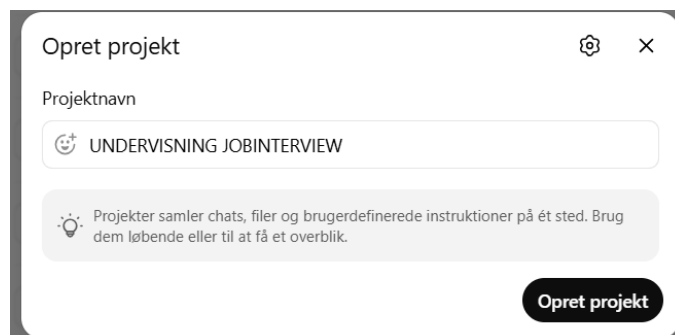 Opret projekt
Projektnavn
UNDERVISNING JOBINTERVIEW
Projekter samler chats, filer og brugerdefinerede instruktioner på ét sted. Brug
dem løbende eller til at få et overblik.
Opret projekt